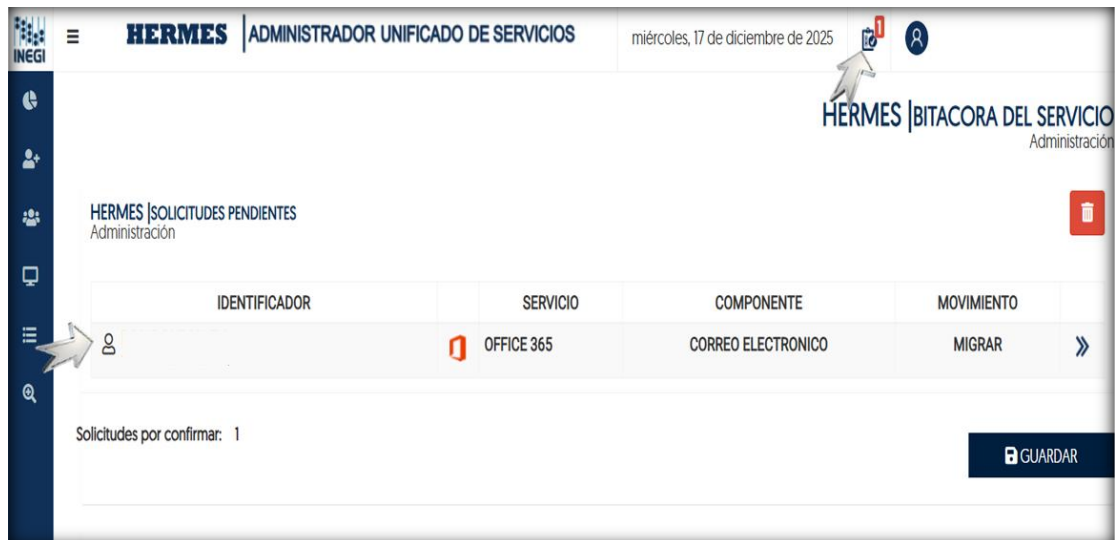 INEGI
HERMES | ADMINISTRADOR UNIFICADO DE SERVICIOS
miércoles, 17 de diciembre de 2025
1
HERMES |BITACORA DEL SERVICIO
Administración
HERMES |SOLICITUDES PENDIENTES
Administración
IDENTIFICADOR SERVICIO COMPONENTE MOVIMIENTO
OFFICE 365 CORREO ELECTRONICO MIGRAR
Solicitudes por confirmar: 1
GUARDAR